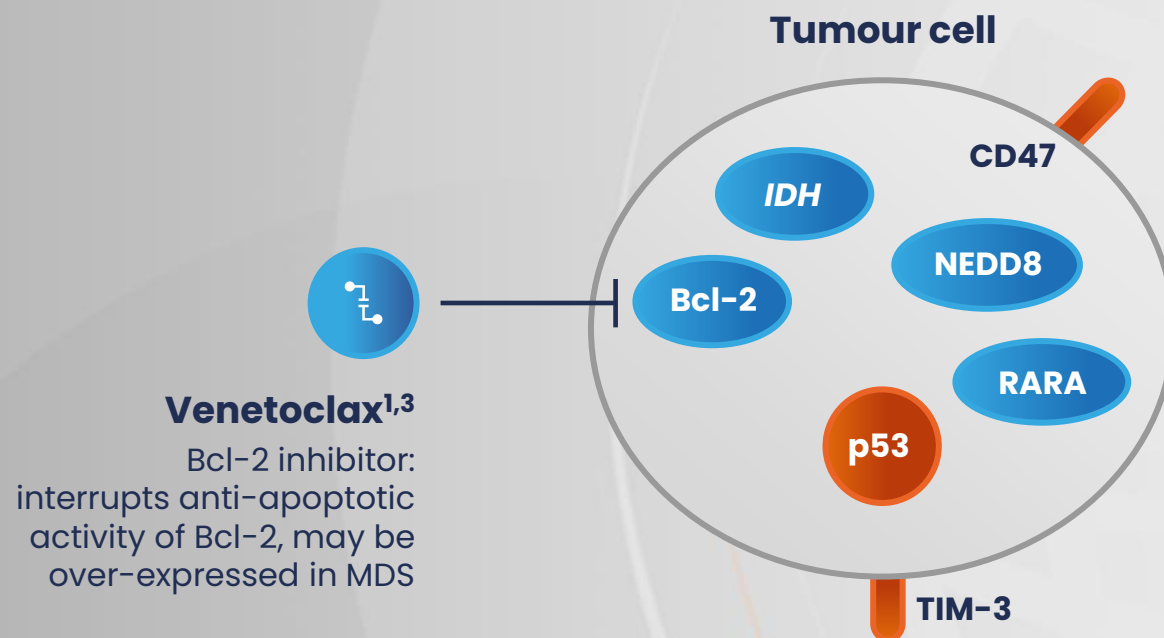 Tumour cell
CD47
IDH
NEDD8
Bcl-2
RARA
Venetoclax1,3
p53
Bcl-2 inhibitor:
interrupts anti-apoptotic
activity of Bcl-2, may be
over-expressed in MDS
TIM-3